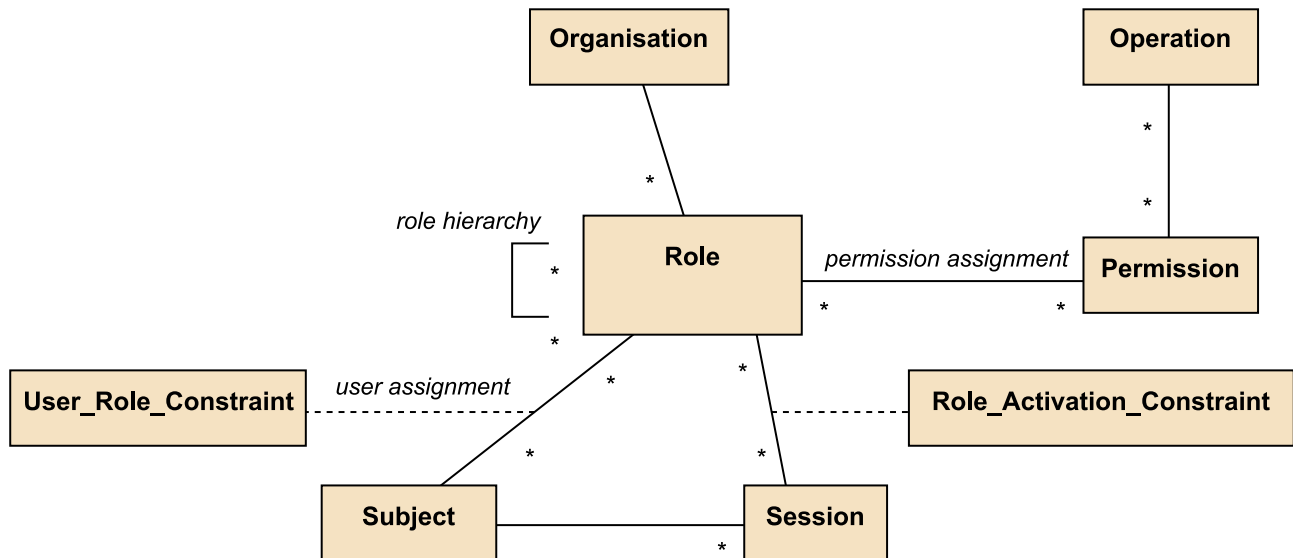 Organisation
Operation
*
*
*
role hierarchy
Role
permission assignment
Permission
*
*
*
*
*
*
User_Role_Constraint
user assignment
*
Role_Activation_Constraint
*
*
Subject
Session
*